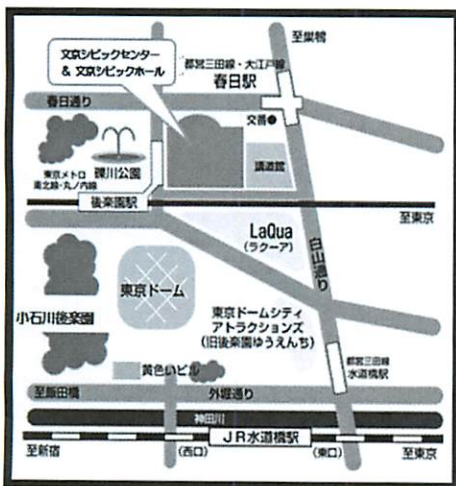 至巣鴨
文京シビックセンター
& 文京シビックホール
都営三田線・大江戸線
春日駅
春日通り
交番
礫川公園
講道館
東京メトロ
南北線・丸ノ内線
後楽園駅
至東京
LaQua
(ラクーア)
白山通り
東京ドーム
小石川後楽園
東京ドームシティ
アトラクションズ
(旧後楽園ゆうえんち)
都営三田線
水道橋駅
黄色いビル
至飯田橋
外堀通り
神田川
JR水道橋駅
至新宿
(西口)
(東口)
至東京